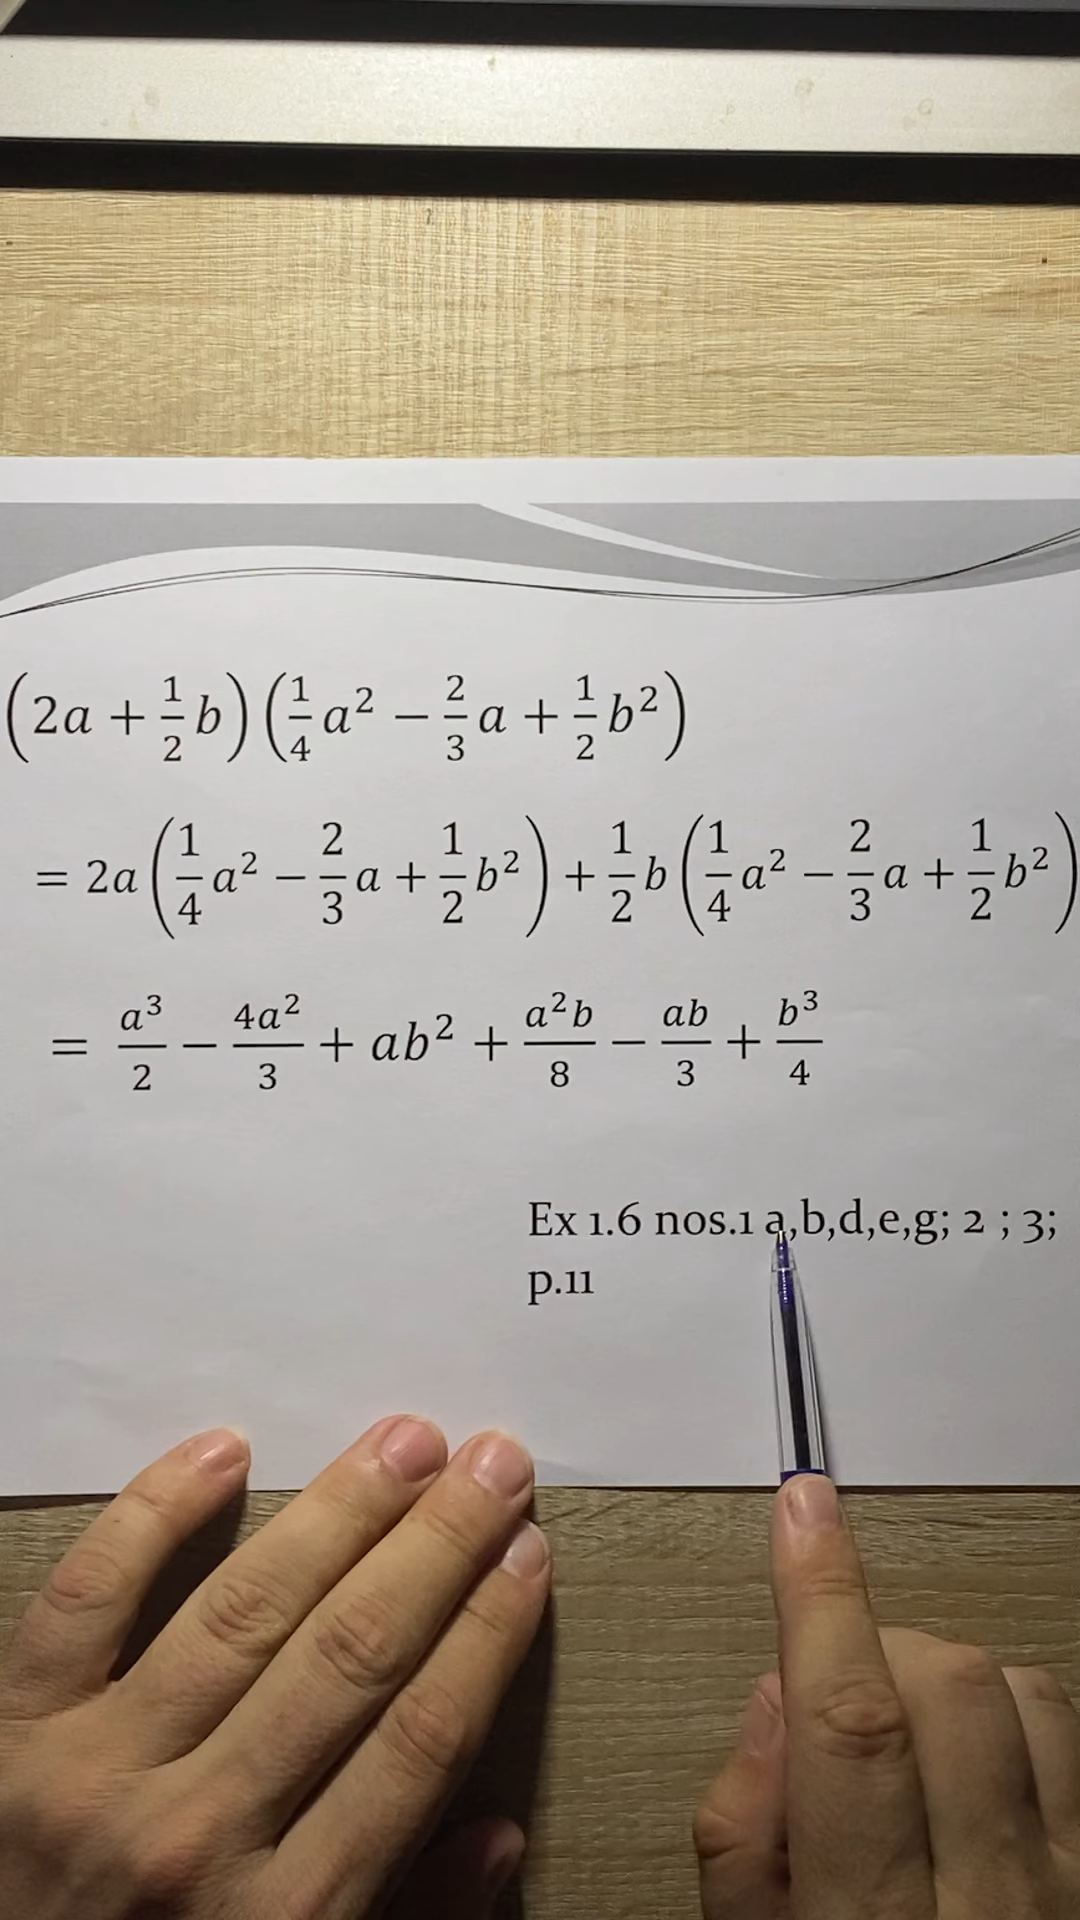 (2a + 1/2 b)(1/4 a² − 2/3 a + 1/2 b²)
= 2a(1/4 a² − 2/3 a + 1/2 b²) + 1/2 b(1/4 a² − 2/3 a + 1/2 b²)
= a³/2 − 4a²/3 + ab² + a²b/8 − ab/3 + b³/4
Ex 1.6 nos.1 a,b,d,e,g; 2 ; 3;
p.11